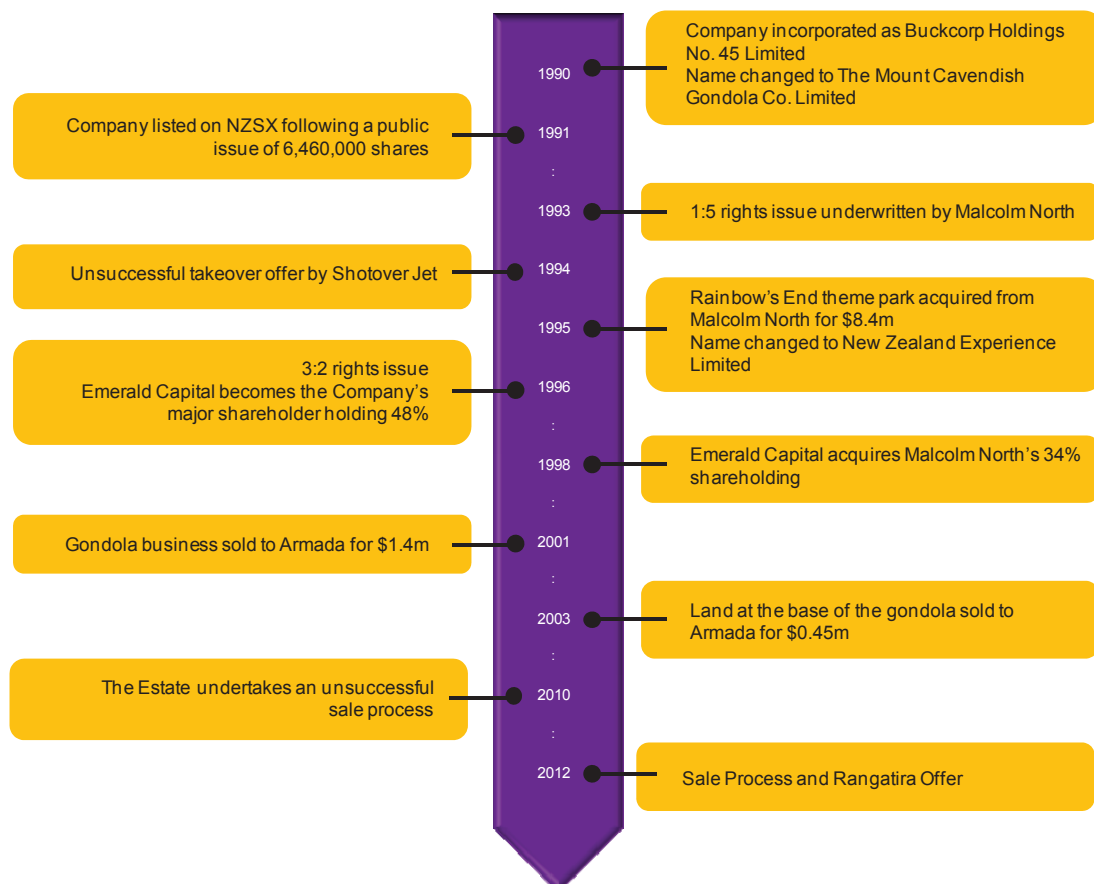 1990
Company incorporated as Buckcorp Holdings
No. 45 Limited
Name changed to The Mount Cavendish
Gondola Co. Limited
Company listed on NZSX following a public
issue of 6,460,000 shares
1991
:
1993
1:5 rights issue underwritten by Malcolm North
Unsuccessful takeover offer by Shotover Jet
1994
1995
Rainbow's End theme park acquired from
Malcolm North for $8.4m
Name changed to New Zealand Experience
Limited
3:2 rights issue
Emerald Capital becomes the Company's
major shareholder holding 48%
1996
:
1998
Emerald Capital acquires Malcolm North's 34%
shareholding
:
Gondola business sold to Armada for $1.4m
2001
:
2003
Land at the base of the gondola sold to
Armada for $0.45m
:
The Estate undertakes an unsuccessful
sale process
2010
:
2012
Sale Process and Rangatira Offer